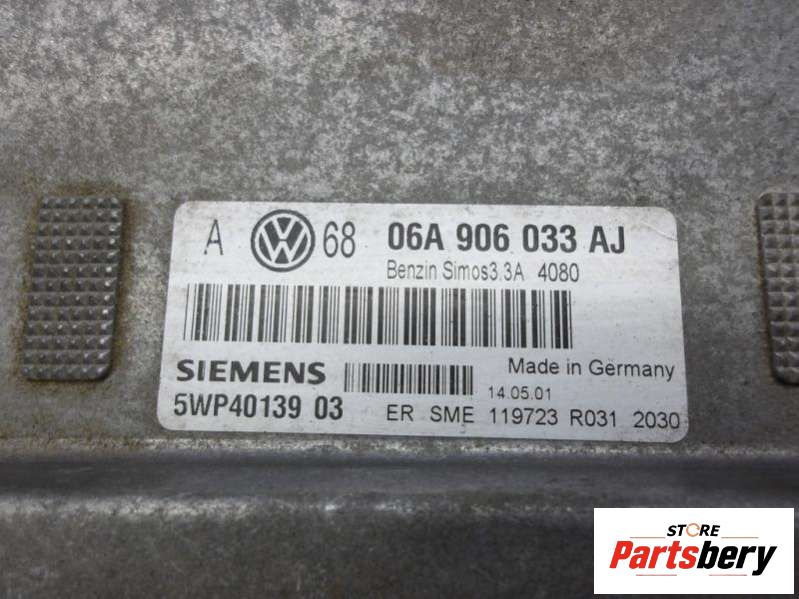 A VW 68 06A 906 033 AJ
Benzin Simos3.3A 4080
SIEMENS Made in Germany
14.05.01
5WP40139 03 ER SME 119723 R031 2030
STORE
Partsbery